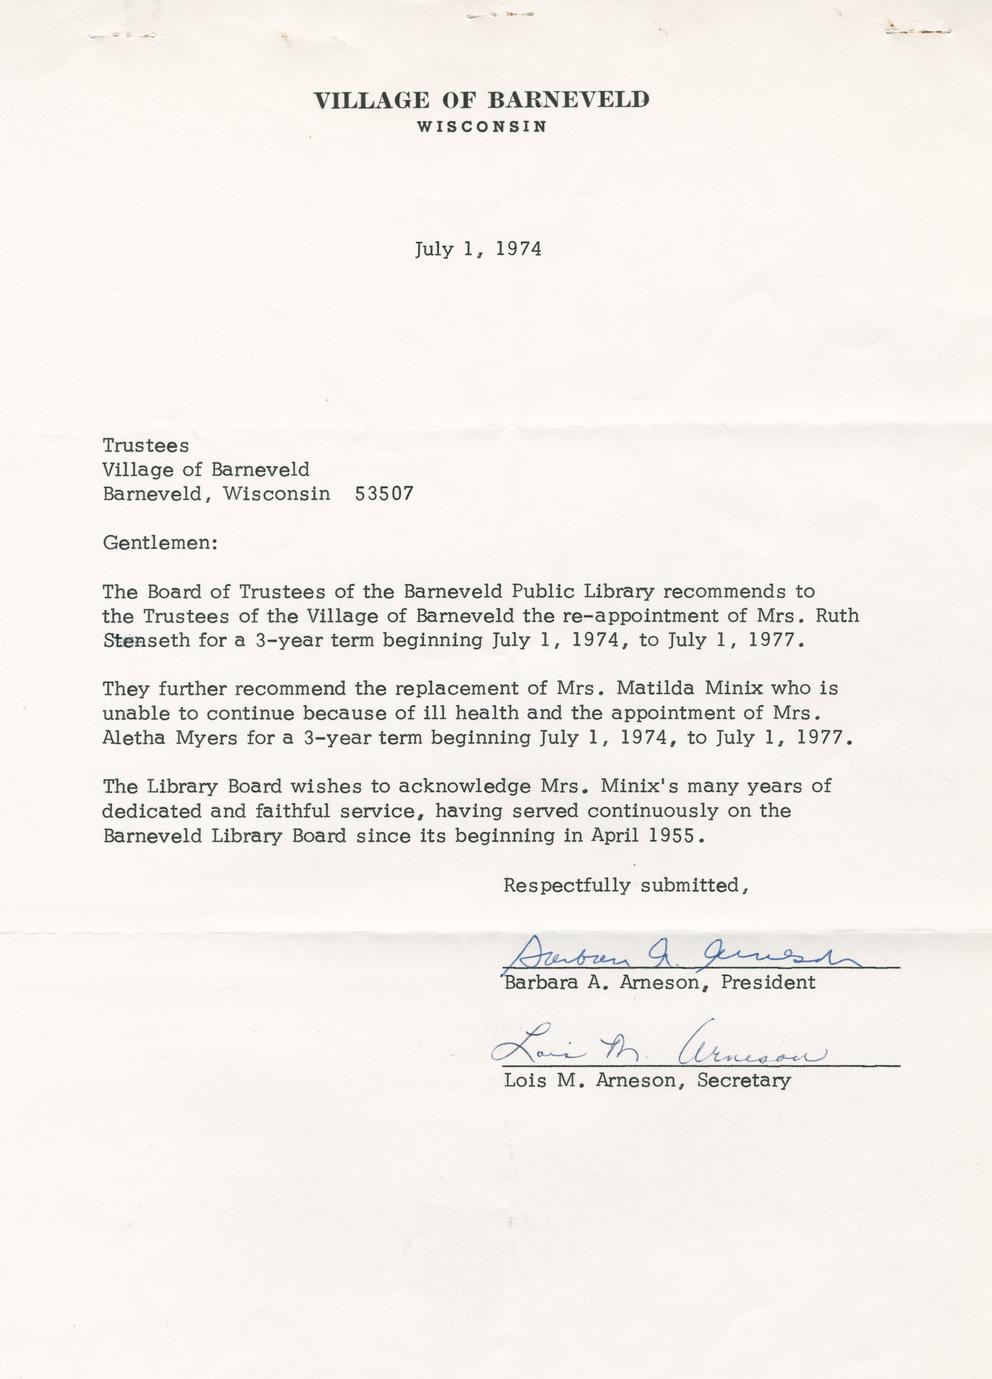 VILLAGE OF BARNEVELD
WISCONSIN
July 1, 1974
Trustees
Village of Barneveld
Barneveld, Wisconsin 53507
Gentlemen:
The Board of Trustees of the Barneveld Public Library recommends to
the Trustees of the Village of Barneveld the re-appointment of Mrs. Ruth
Stenseth for a 3-year term beginning July 1, 1974, to July 1, 1977.
They further recommend the replacement of Mrs. Matilda Minix who is
unable to continue because of ill health and the appointment of Mrs.
Aletha Myers for a 3-year term beginning July 1, 1974, to July 1, 1977.
The Library Board wishes to acknowledge Mrs. Minix's many years of
dedicated and faithful service, having served continuously on the
Barneveld Library Board since its beginning in April 1955.
Respectfully submitted,
Barbara A. Arneson
Barbara A. Arneson, President
Lois M. Arneson
Lois M. Arneson, Secretary